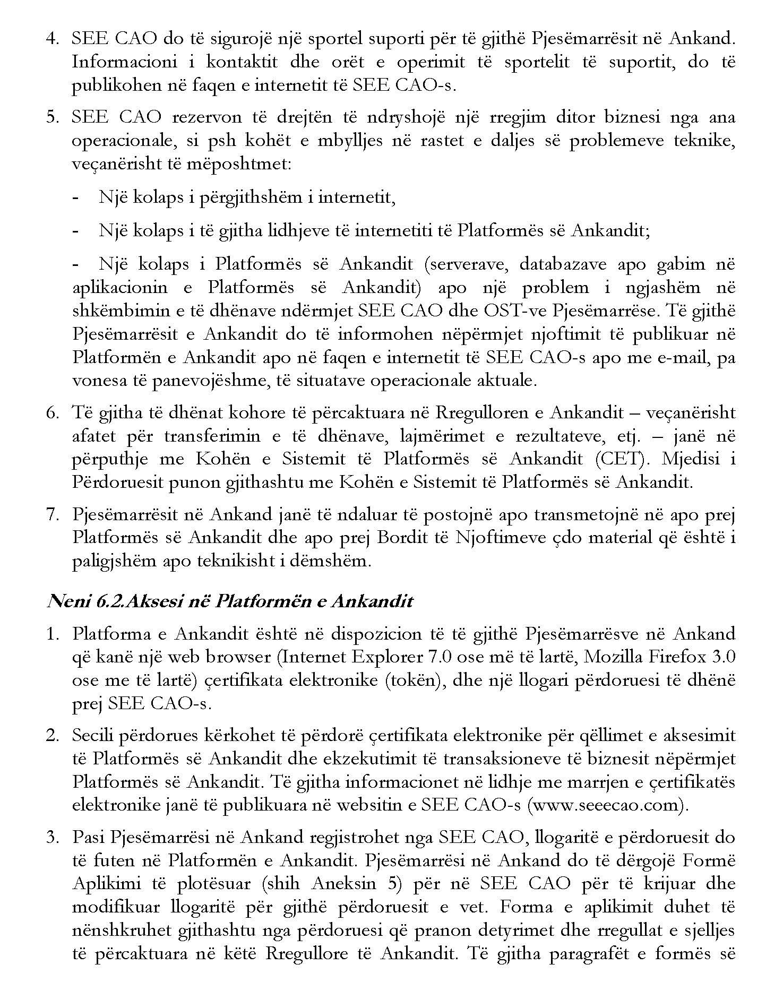 4. SEE CAO do të sigurojë një sportel suporti për të gjithë Pjesëmarrësit në Ankand.
Informacioni i kontaktit dhe orët e operimit të sportelit të suportit, do të
publikohen në faqen e internetit të SEE CAO-s.
5. SEE CAO rezervon të drejtën të ndryshojë një rregjim ditor biznesi nga ana
operacionale, si psh kohët e mbylljes në rastet e daljes së problemeve teknike,
veçanërisht të mëposhtmet:
- Një kolaps i përgjithshëm i internetit,
- Një kolaps i të gjitha lidhjeve të internetiti të Platformës së Ankandit;
- Një kolaps i Platformës së Ankandit (serverave, databazave apo gabim në
aplikacionin e Platformës së Ankandit) apo një problem i ngjashëm në
shkëmbimin e të dhënave ndërmjet SEE CAO dhe OST-ve Pjesëmarrëse. Të gjithë
Pjesëmarrësit e Ankandit do të informohen nëpërmjet njoftimit të publikuar në
Platformën e Ankandit apo në faqen e internetit të SEE CAO-s apo me e-mail, pa
vonesa të panevojëshme, të situatave operacionale aktuale.
6. Të gjitha të dhënat kohore të përcaktuara në Rregulloren e Ankandit – veçanërisht
afatet për transferimin e të dhënave, lajmërimet e rezultateve, etj. – janë në
përputhje me Kohën e Sistemit të Platformës së Ankandit (CET). Mjedisi i
Përdoruesit punon gjithashtu me Kohën e Sistemit të Platformës së Ankandit.
7. Pjesëmarrësit në Ankand janë të ndaluar të postojnë apo transmetojnë në apo prej
Platformës së Ankandit dhe apo prej Bordit të Njoftimeve çdo material që është i
paligjshëm apo teknikisht i dëmshëm.
Neni 6.2.Aksesi në Platformën e Ankandit
1. Platforma e Ankandit është në dispozicion të të gjithë Pjesëmarrësve në Ankand
që kanë një web browser (Internet Explorer 7.0 ose më të lartë, Mozilla Firefox 3.0
ose me të lartë) çertifikata elektronike (tokën), dhe një llogari përdoruesi të dhënë
prej SEE CAO-s.
2. Secili përdorues kërkohet të përdorë çertifikata elektronike për qëllimet e aksesimit
të Platformës së Ankandit dhe ekzekutimit të transaksioneve të biznesit nëpërmjet
Platformës së Ankandit. Të gjitha informacionet në lidhje me marrjen e çertifikatës
elektronike janë të publikuara në websitin e SEE CAO-s (www.seeecao.com).
3. Pasi Pjesëmarrësi në Ankand regjistrohet nga SEE CAO, llogaritë e përdoruesit do
të futen në Platformën e Ankandit. Pjesëmarrësi në Ankand do të dërgojë Formë
Aplikimi të plotësuar (shih Aneksin 5) për në SEE CAO për të krijuar dhe
modifikuar llogaritë për gjithë përdoruesit e vet. Forma e aplikimit duhet të
nënshkruhet gjithashtu nga përdoruesi që pranon detyrimet dhe rregullat e sjelljes
të përcaktuara në këtë Rregullore të Ankandit. Të gjitha paragrafët e formës së